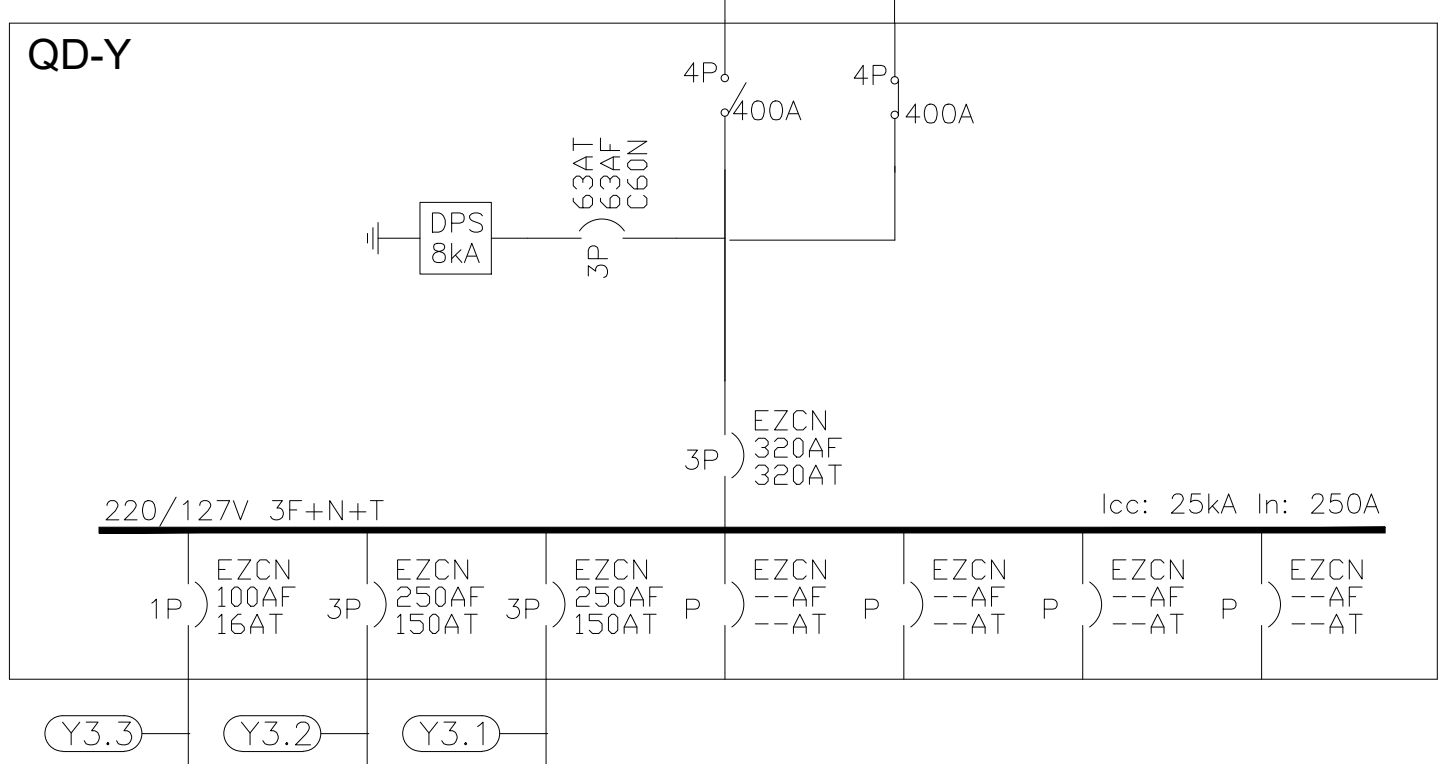 QD-Y
4P
400A
4P
400A
63AT
63AF
C60N
3P
DPS
8kA
3P
EZCN
320AF
320AT
220/127V 3F+N+T
Icc: 25kA In: 250A
1P
EZCN
100AF
16AT
3P
EZCN
250AF
150AT
3P
EZCN
250AF
150AT
P
EZCN
--AF
--AT
P
EZCN
--AF
--AT
P
EZCN
--AF
--AT
P
EZCN
--AF
--AT
Y3.3
Y3.2
Y3.1